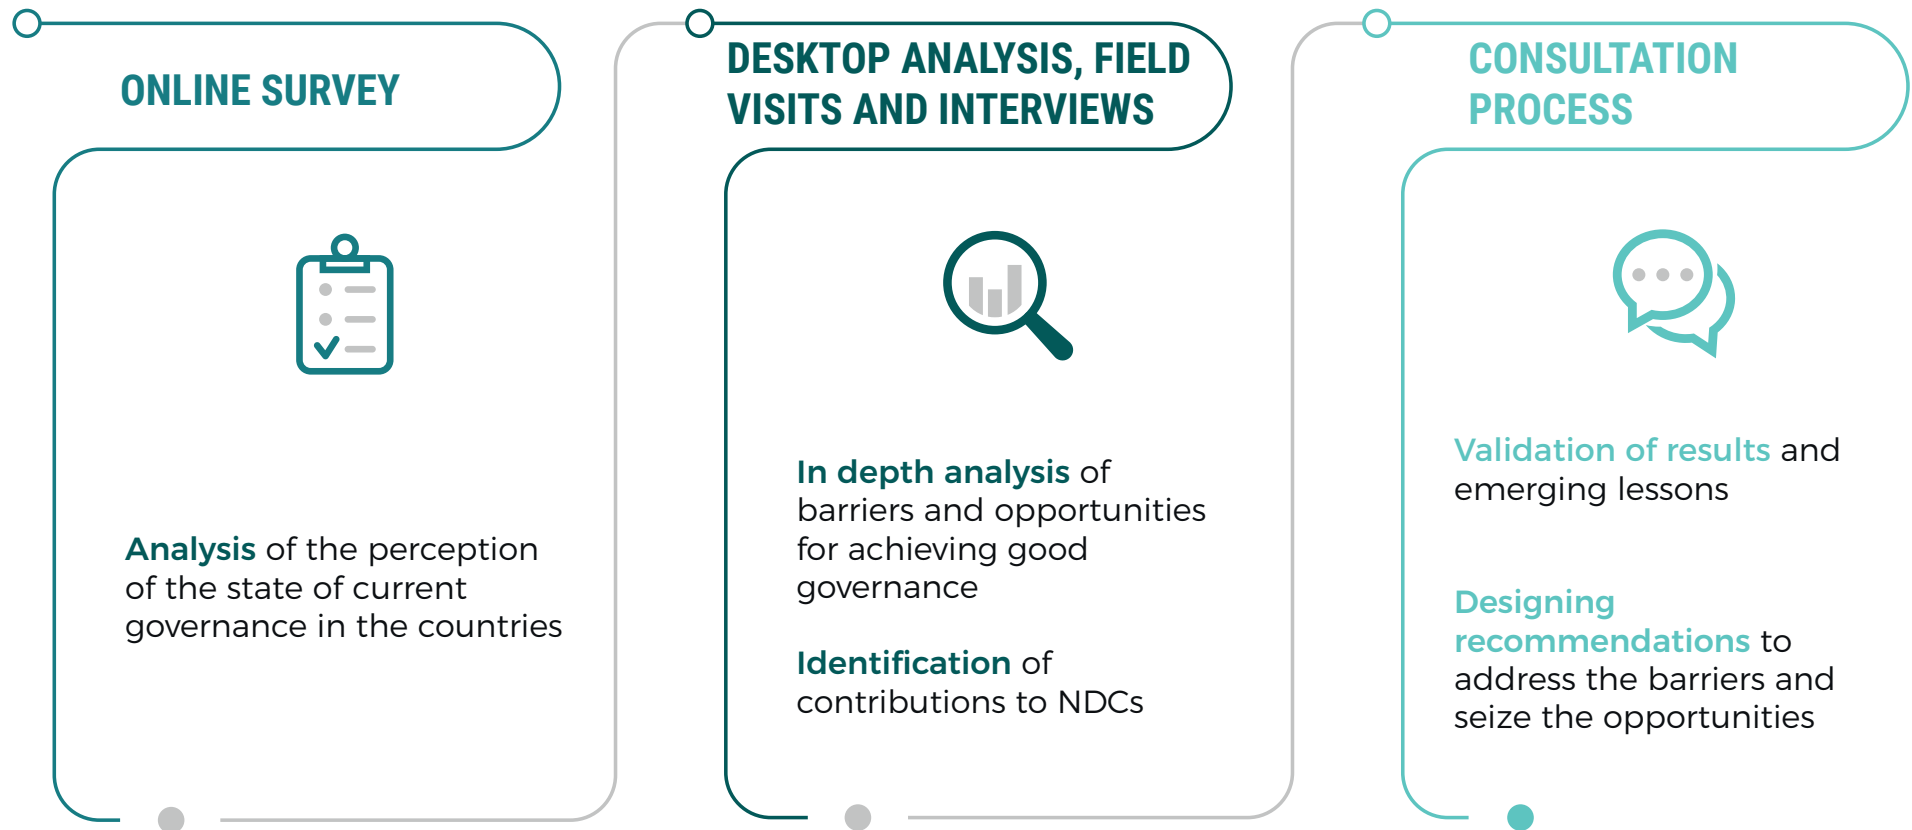 ONLINE SURVEY
Analysis of the perception
of the state of current
governance in the countries
DESKTOP ANALYSIS, FIELD
VISITS AND INTERVIEWS
In depth analysis of
barriers and opportunities
for achieving good
governance
Identification of
contributions to NDCs
CONSULTATION
PROCESS
Validation of results and
emerging lessons
Designing
recommendations to
address the barriers and
seize the opportunities